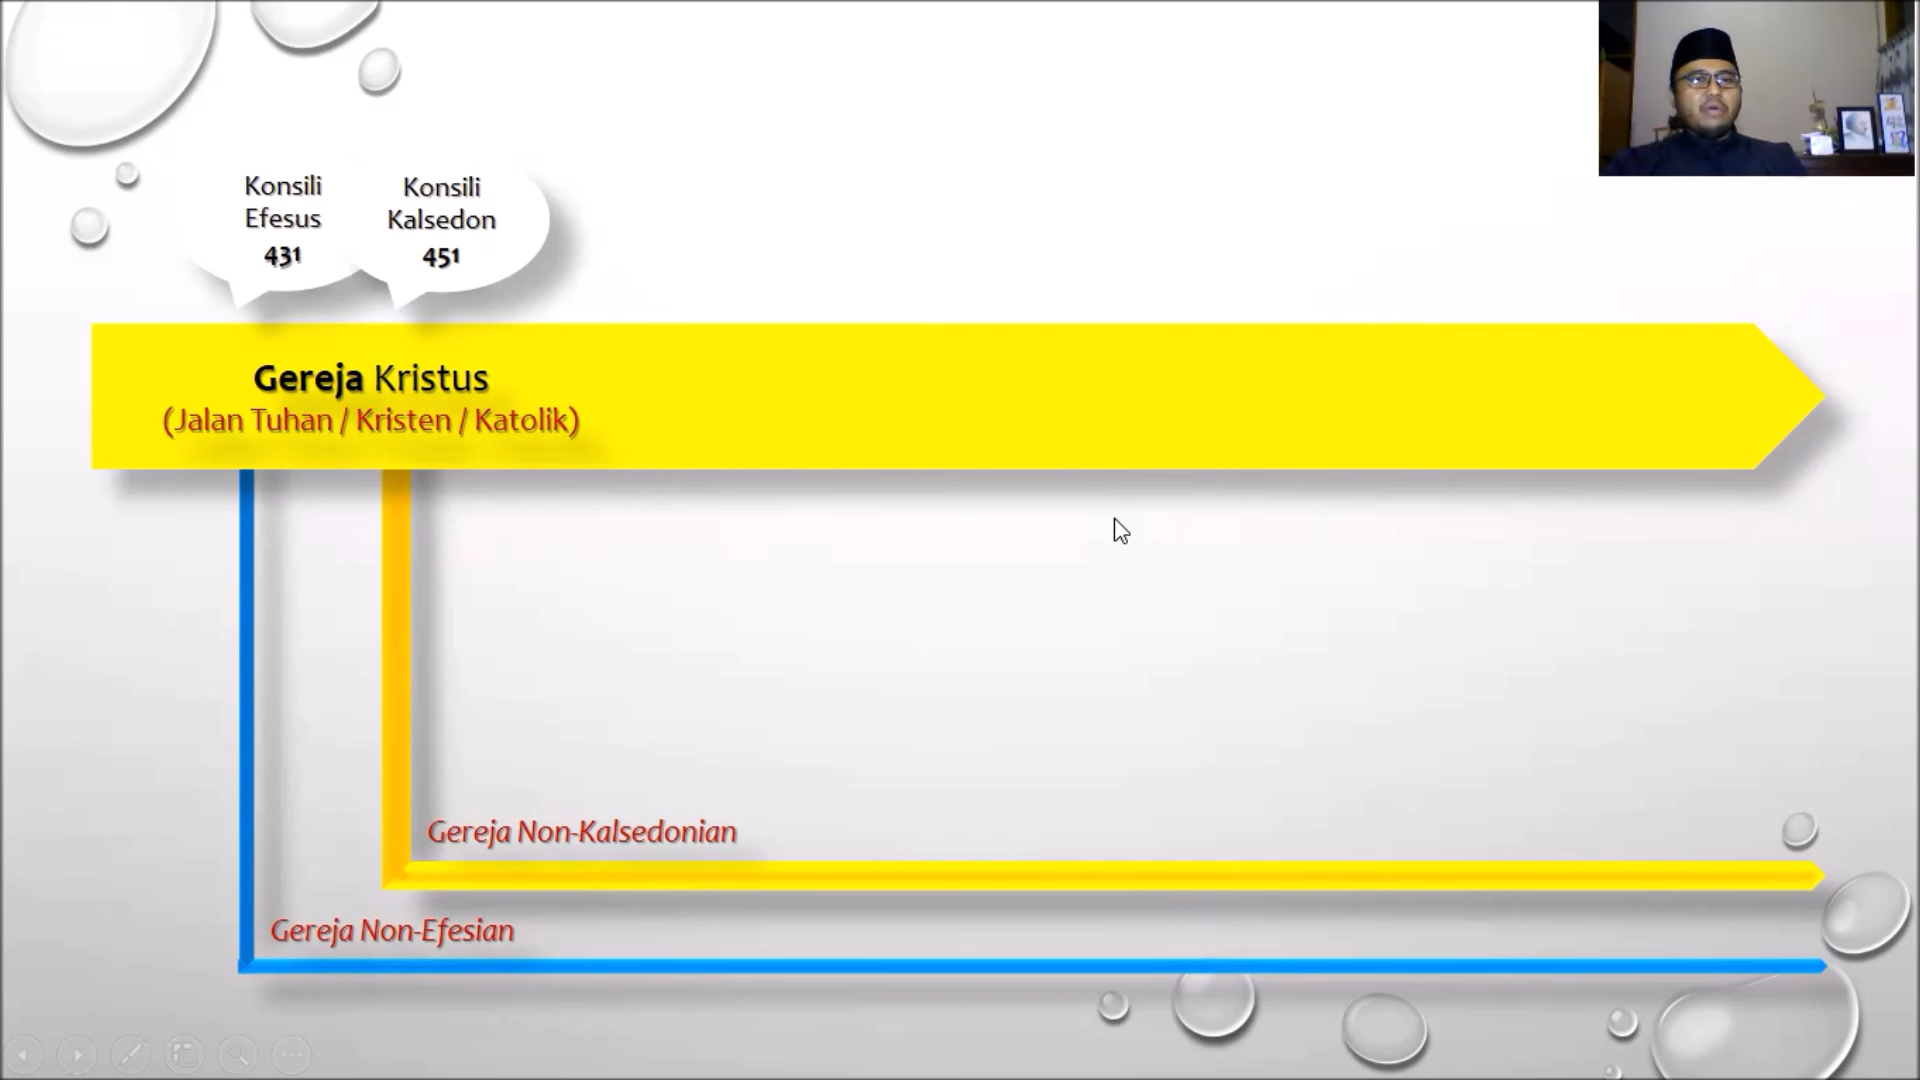 Konsili
Efesus
431
Konsili
Kalsedon
451
Gereja Kristus
(Jalan Tuhan / Kristen / Katolik)
Gereja Non-Kalsedonian
Gereja Non-Efesian